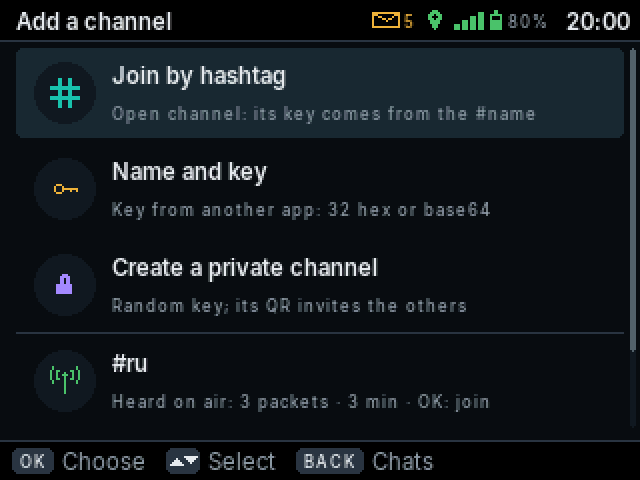 Add a channel 5 80% 20:00
Join by hashtag
Open channel: its key comes from the #name
Name and key
Key from another app: 32 hex or base64
Create a private channel
Random key; its QR invites the others
#ru
Heard on air: 3 packets · 3 min · OK: join
OK Choose Select BACK Chats